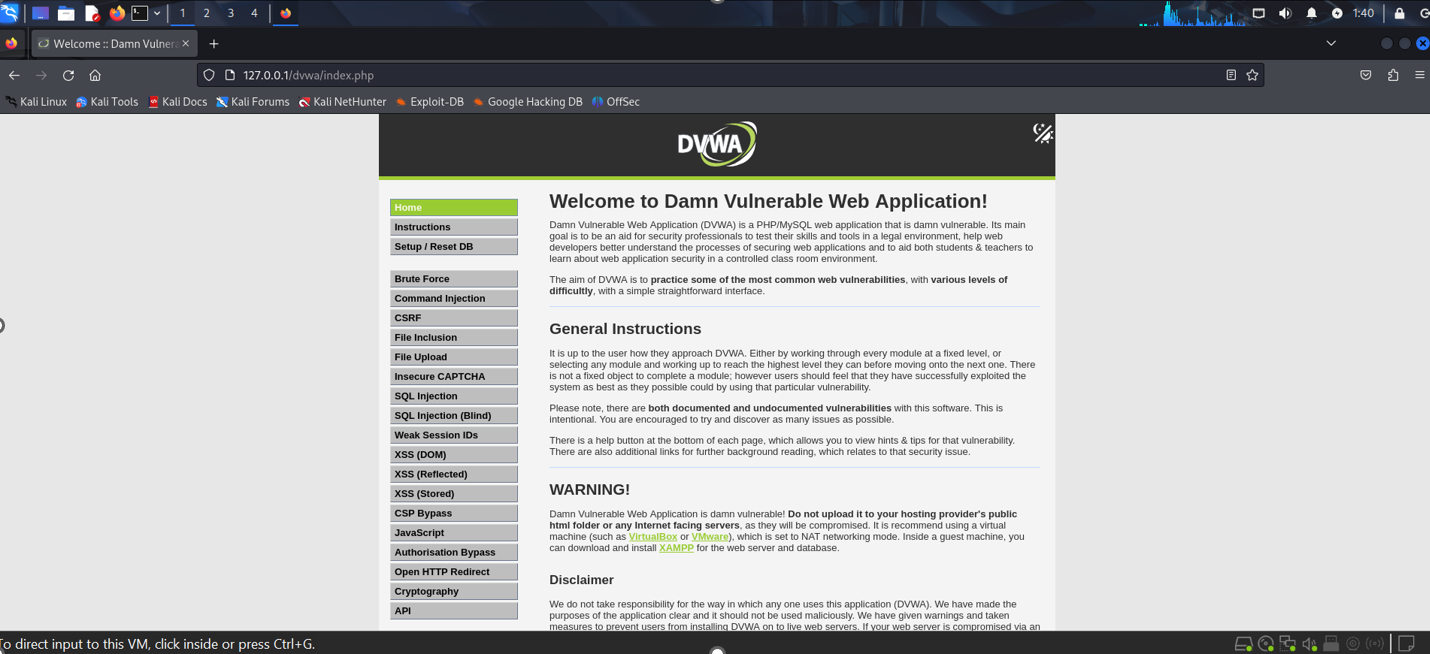 1 2 3 4 1:40
Welcome :: Damn Vulnera
127.0.0.1/dvwa/index.php
Kali Linux Kali Tools Kali Docs Kali Forums Kali NetHunter Exploit-DB Google Hacking DB OffSec
DVWA
Home
Instructions
Setup / Reset DB
Brute Force
Command Injection
CSRF
File Inclusion
File Upload
Insecure CAPTCHA
SQL Injection
SQL Injection (Blind)
Weak Session IDs
XSS (DOM)
XSS (Reflected)
XSS (Stored)
CSP Bypass
JavaScript
Authorisation Bypass
Open HTTP Redirect
Cryptography
API
Welcome to Damn Vulnerable Web Application!
Damn Vulnerable Web Application (DVWA) is a PHP/MySQL web application that is damn vulnerable. Its main
goal is to be an aid for security professionals to test their skills and tools in a legal environment, help web
developers better understand the processes of securing web applications and to aid both students & teachers to
learn about web application security in a controlled class room environment.
The aim of DVWA is to practice some of the most common web vulnerabilities, with various levels of
difficultly, with a simple straightforward interface.
General Instructions
It is up to the user how they approach DVWA. Either by working through every module at a fixed level, or
selecting any module and working up to reach the highest level they can before moving onto the next one. There
is not a fixed object to complete a module; however users should feel that they have successfully exploited the
system as best as they possible could by using that particular vulnerability.
Please note, there are both documented and undocumented vulnerabilities with this software. This is
intentional. You are encouraged to try and discover as many issues as possible.
There is a help button at the bottom of each page, which allows you to view hints & tips for that vulnerability.
There are also additional links for further background reading, which relates to that security issue.
WARNING!
Damn Vulnerable Web Application is damn vulnerable! Do not upload it to your hosting provider's public
html folder or any Internet facing servers, as they will be compromised. It is recommend using a virtual
machine (such as VirtualBox or VMware), which is set to NAT networking mode. Inside a guest machine, you
can download and install XAMPP for the web server and database.
Disclaimer
We do not take responsibility for the way in which any one uses this application (DVWA). We have made the
purposes of the application clear and it should not be used maliciously. We have given warnings and taken
measures to prevent users from installing DVWA on to live web servers. If your web server is compromised via an
To direct input to this VM, click inside or press Ctrl+G.